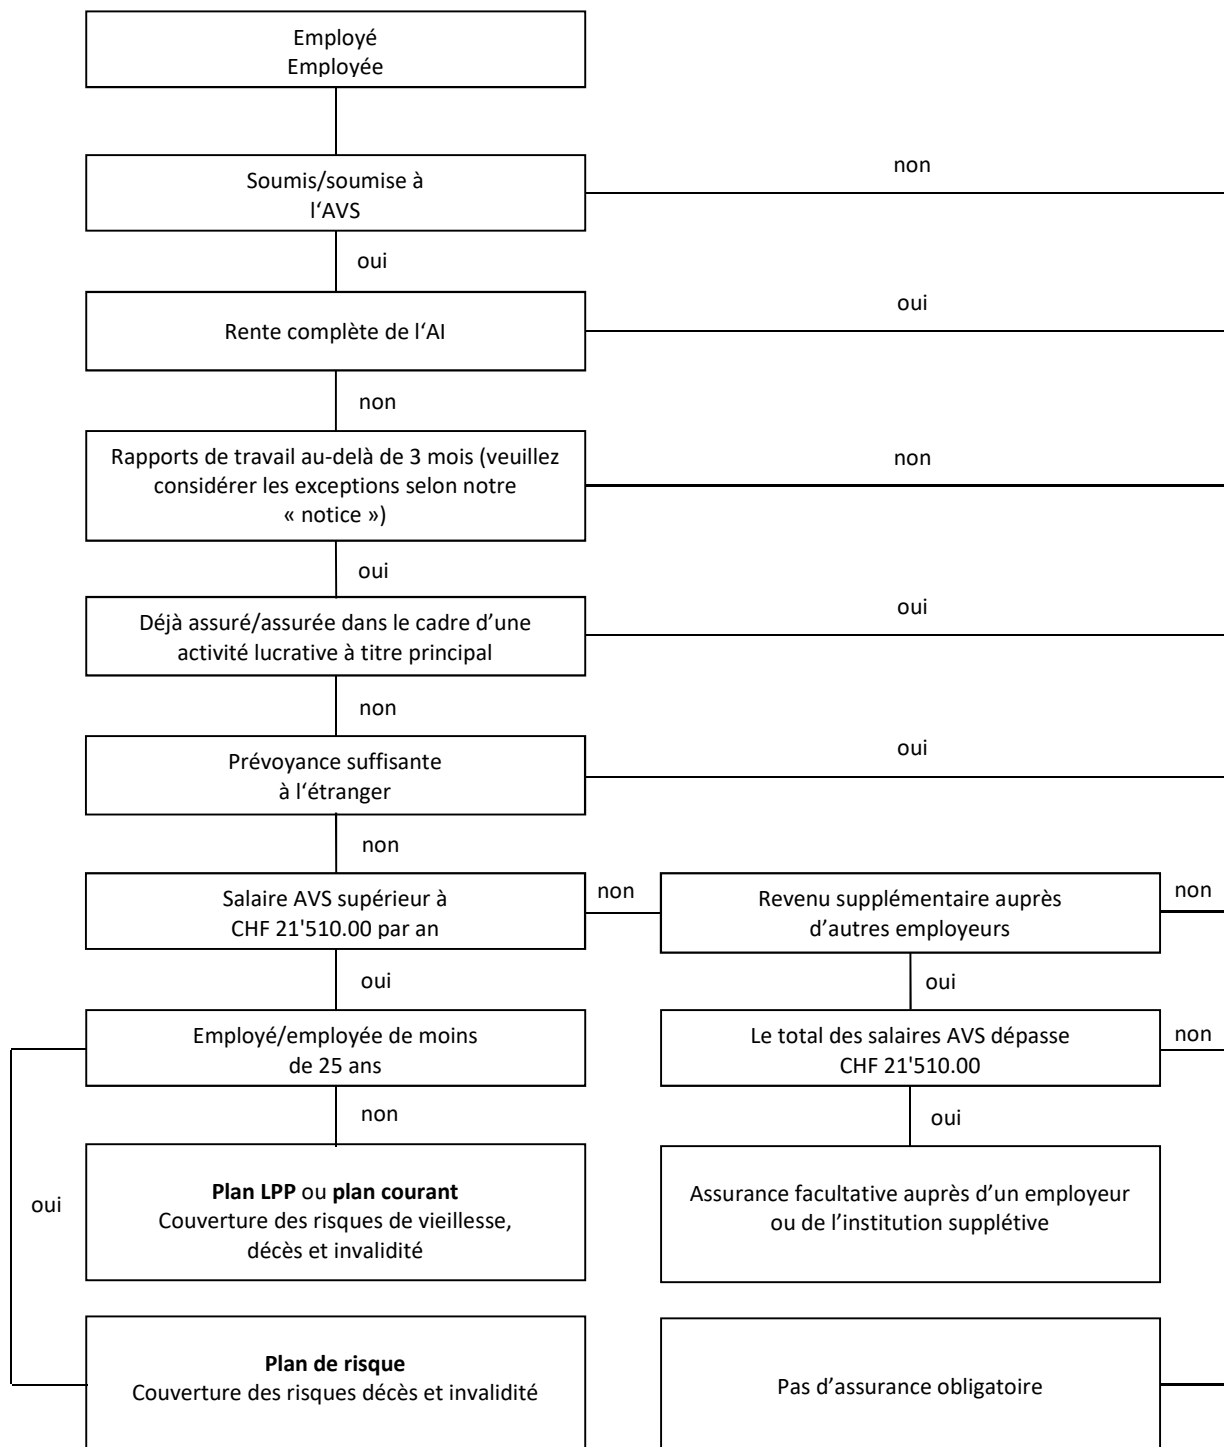 Employé
Employée
Soumis/soumise à
l‘AVS
non
oui
Rente complète de l‘AI
oui
non
Rapports de travail au-delà de 3 mois (veuillez
considérer les exceptions selon notre
« notice »)
non
oui
Déjà assuré/assurée dans le cadre d’une
activité lucrative à titre principal
oui
non
Prévoyance suffisante
à l‘étranger
oui
non
Salaire AVS supérieur à
CHF 21'510.00 par an
non
Revenu supplémentaire auprès
d’autres employeurs
non
oui
oui
Employé/employée de moins
de 25 ans
Le total des salaires AVS dépasse
CHF 21'510.00
non
non
oui
oui
Plan LPP ou plan courant
Couverture des risques de vieillesse,
décès et invalidité
Assurance facultative auprès d’un employeur
ou de l’institution supplétive
Plan de risque
Couverture des risques décès et invalidité
Pas d’assurance obligatoire